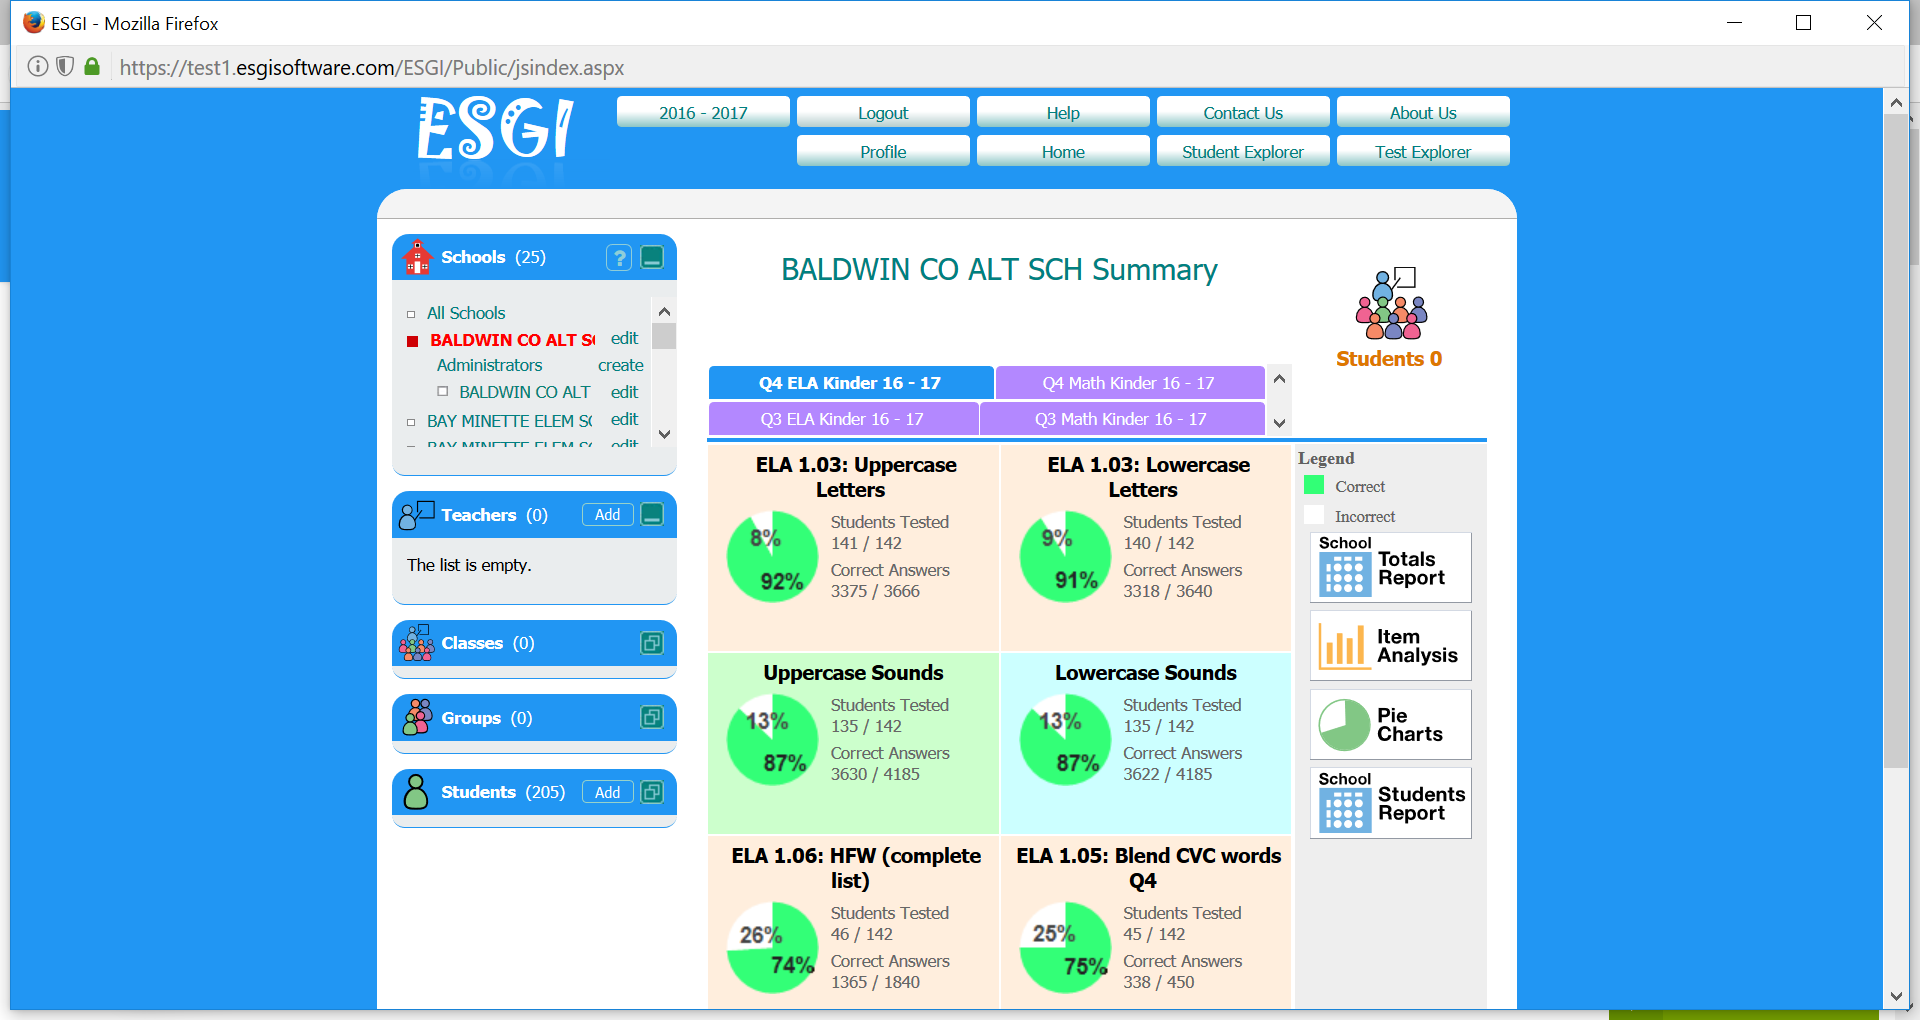 ESGI - Mozilla Firefox
https://test1.esgisoftware.com/ESGI/Public/jsindex.aspx
ESGI
2016 - 2017
Logout
Help
Contact Us
About Us
Profile
Home
Student Explorer
Test Explorer
Schools (25)
?
All Schools
BALDWIN CO ALT SC
edit
Administrators
create
BALDWIN CO ALT
edit
BAY MINETTE ELEM SC
edit
BAY MINETTE ELEM SC
edit
Teachers (0)
Add
The list is empty.
Classes (0)
Groups (0)
Students (205)
Add
BALDWIN CO ALT SCH Summary
Students 0
Q4 ELA Kinder 16 - 17
Q4 Math Kinder 16 - 17
Q3 ELA Kinder 16 - 17
Q3 Math Kinder 16 - 17
ELA 1.03: Uppercase
Letters
8%
92%
Students Tested
141 / 142
Correct Answers
3375 / 3666
ELA 1.03: Lowercase
Letters
9%
91%
Students Tested
140 / 142
Correct Answers
3318 / 3640
Uppercase Sounds
13%
87%
Students Tested
135 / 142
Correct Answers
3630 / 4185
Lowercase Sounds
13%
87%
Students Tested
135 / 142
Correct Answers
3622 / 4185
ELA 1.06: HFW (complete
list)
26%
74%
Students Tested
46 / 142
Correct Answers
1365 / 1840
ELA 1.05: Blend CVC words
Q4
25%
75%
Students Tested
45 / 142
Correct Answers
338 / 450
Legend
Correct
Incorrect
School
Totals
Report
Item
Analysis
Pie
Charts
School
Students
Report